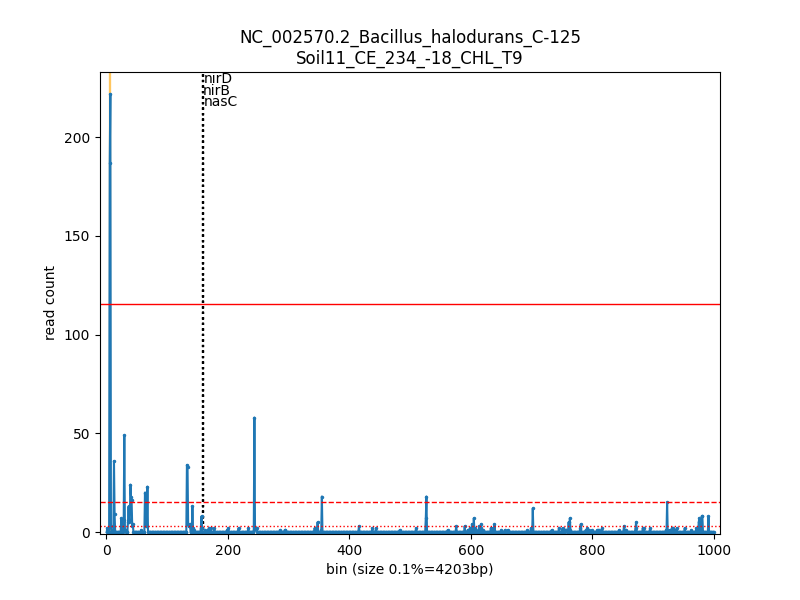 NC_002570.2_Bacillus_halodurans_C-125
Soil11_CE_234_-18_CHL_T9
nirD
nirB
nasC
200
150
100
50
0
read count
0 200 400 600 800 1000
bin (size 0.1%=4203bp)